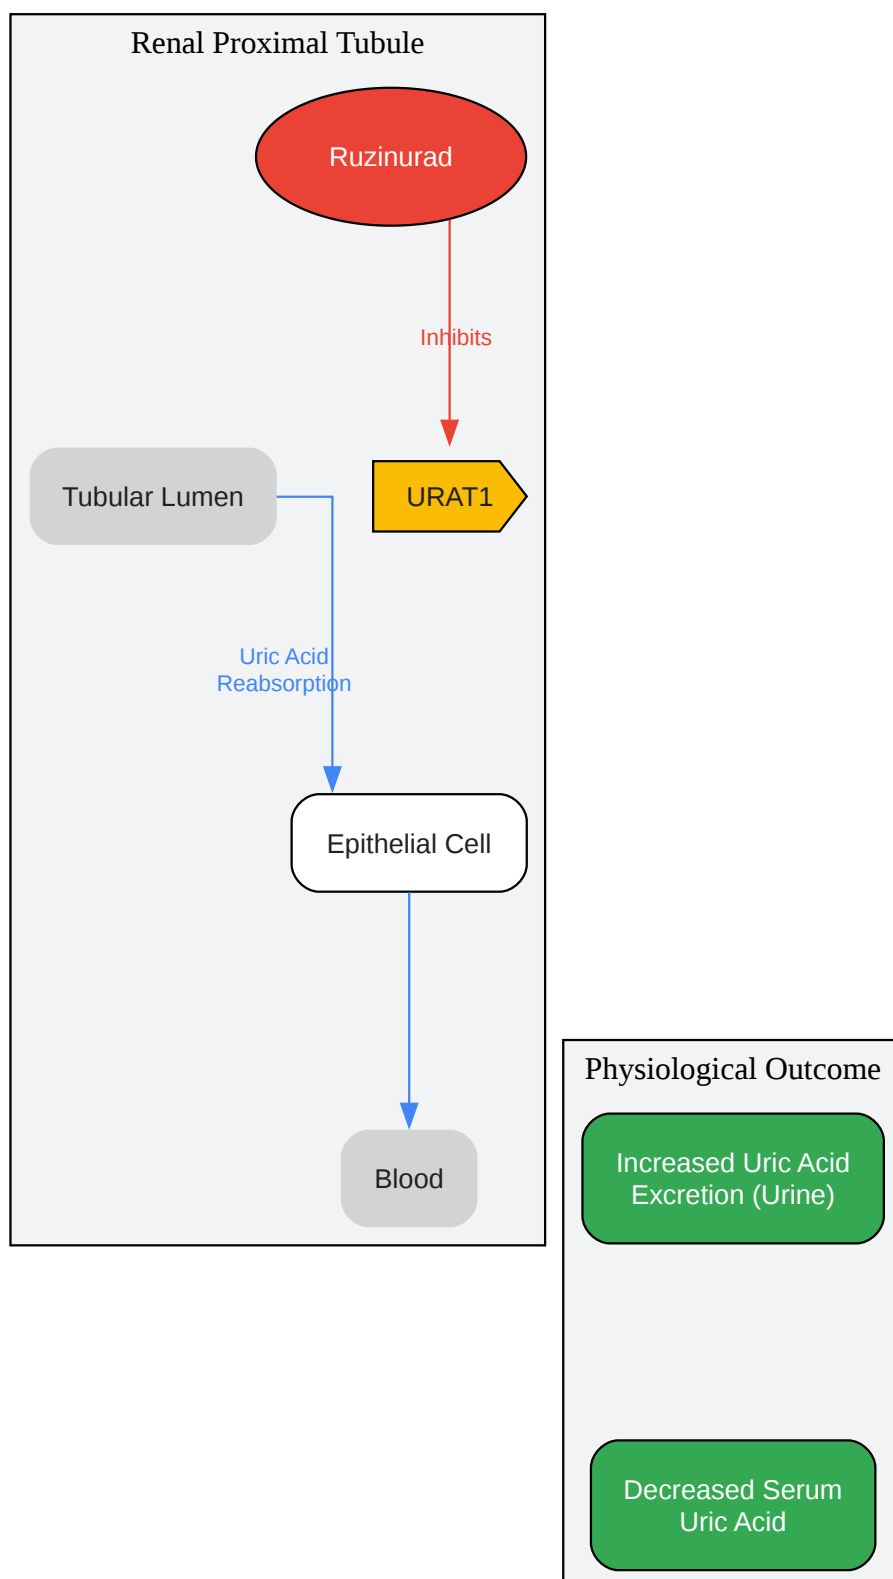 Renal Proximal Tubule
Ruzinurad
Inhibits
Tubular Lumen
URAT1
Uric Acid
Reabsorption
Epithelial Cell
Blood
Physiological Outcome
Increased Uric Acid
Excretion (Urine)
Decreased Serum
Uric Acid